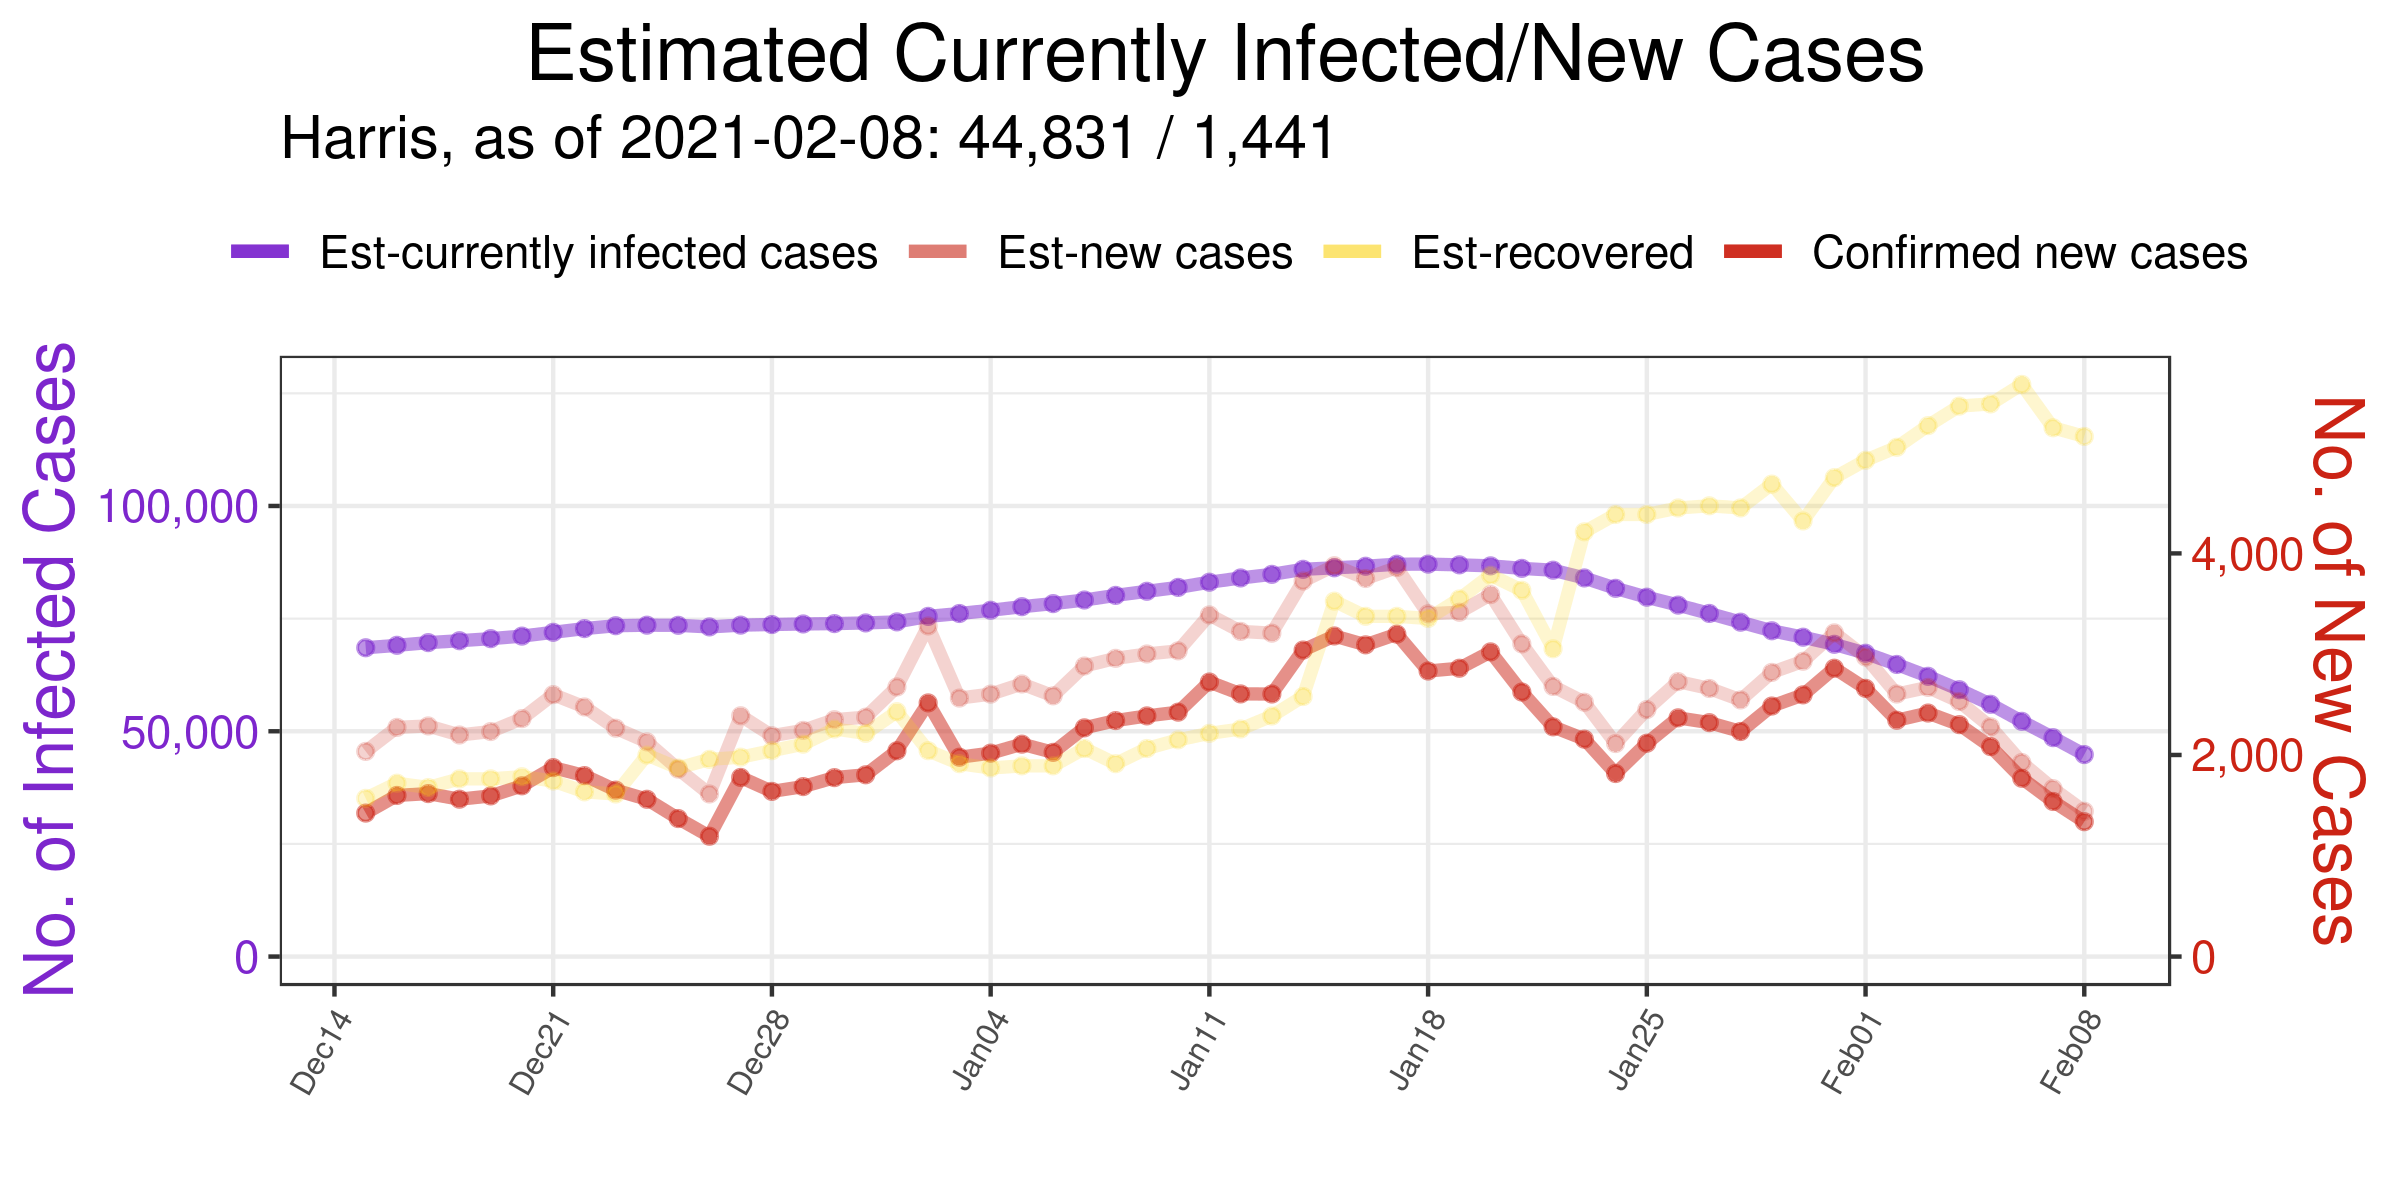 Estimated Currently Infected/New Cases
Harris, as of 2021-02-08: 44,831 / 1,441
Est-currently infected cases Est-new cases Est-recovered Confirmed new cases
No. of Infected Cases
100,000
50,000
0
4,000
2,000
0
No. of New Cases
Dec14 Dec21 Dec28 Jan04 Jan11 Jan18 Jan25 Feb01 Feb08